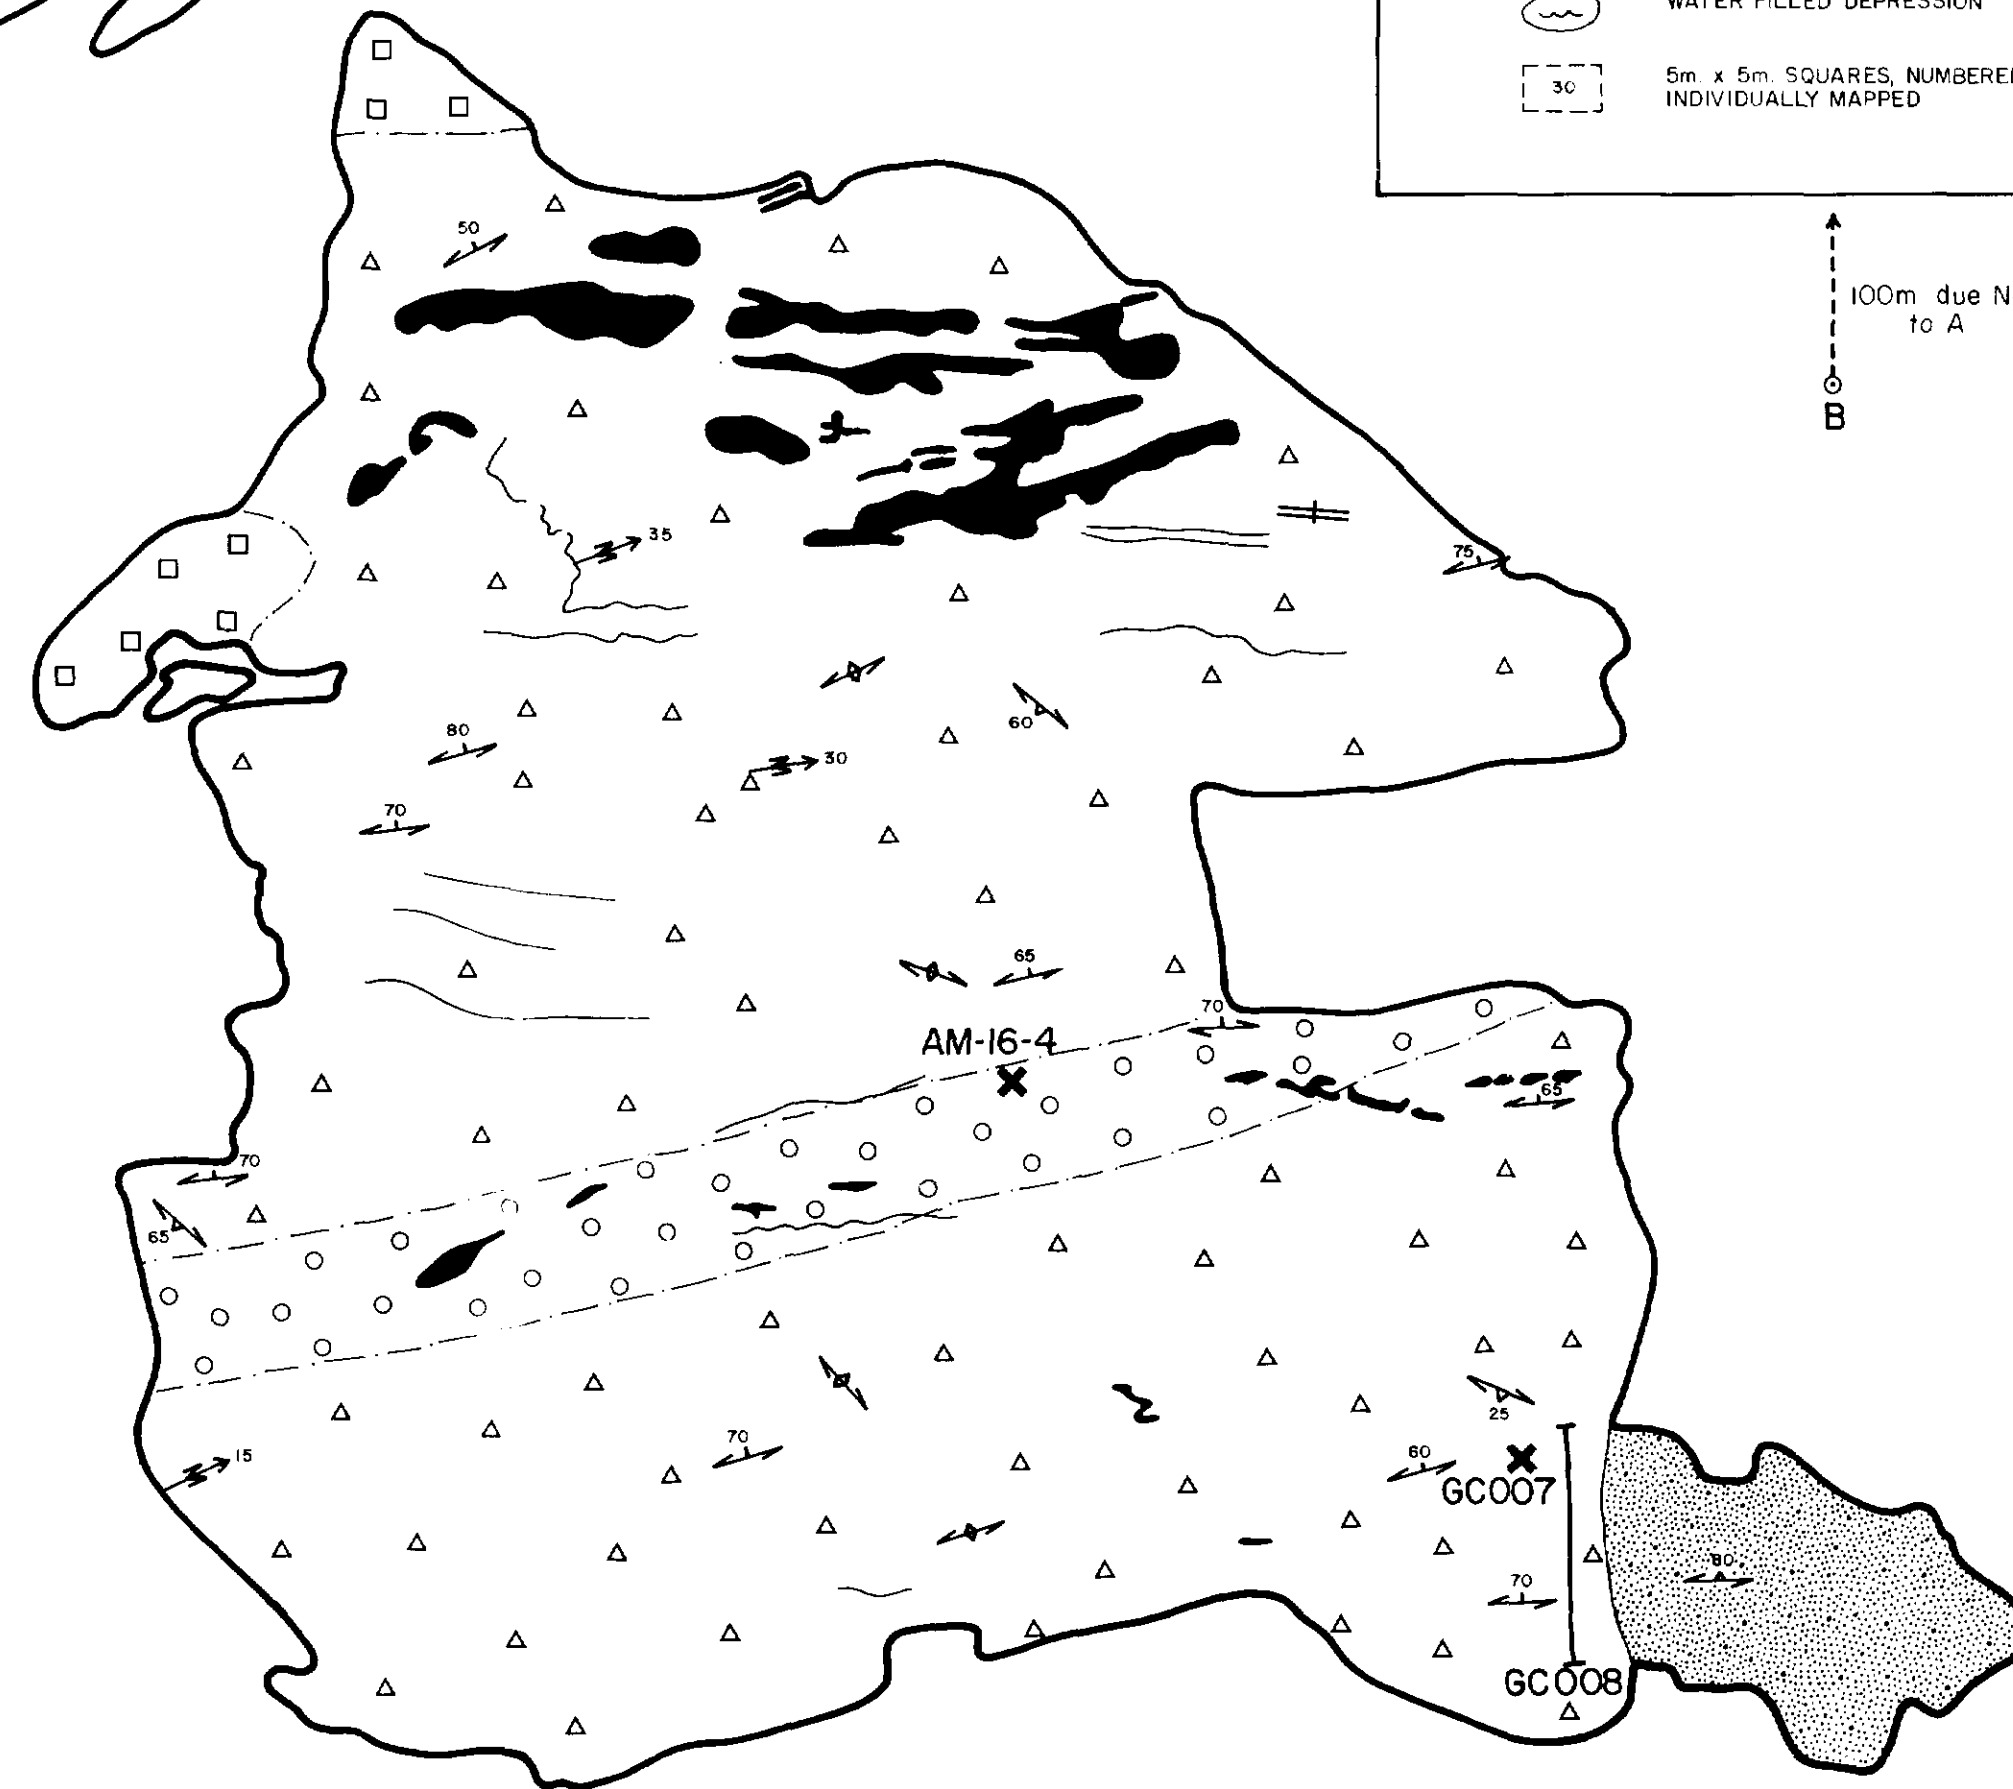 WATER FILLED DEPRESSION
30
5m. x 5m. SQUARES, NUMBERED
INDIVIDUALLY MAPPED
100m due N
to A
B
50
35
75
60
80
30
70
65
70
AM-16-4
65
70
65
15
70
25
60
GC007
80
70
GC008